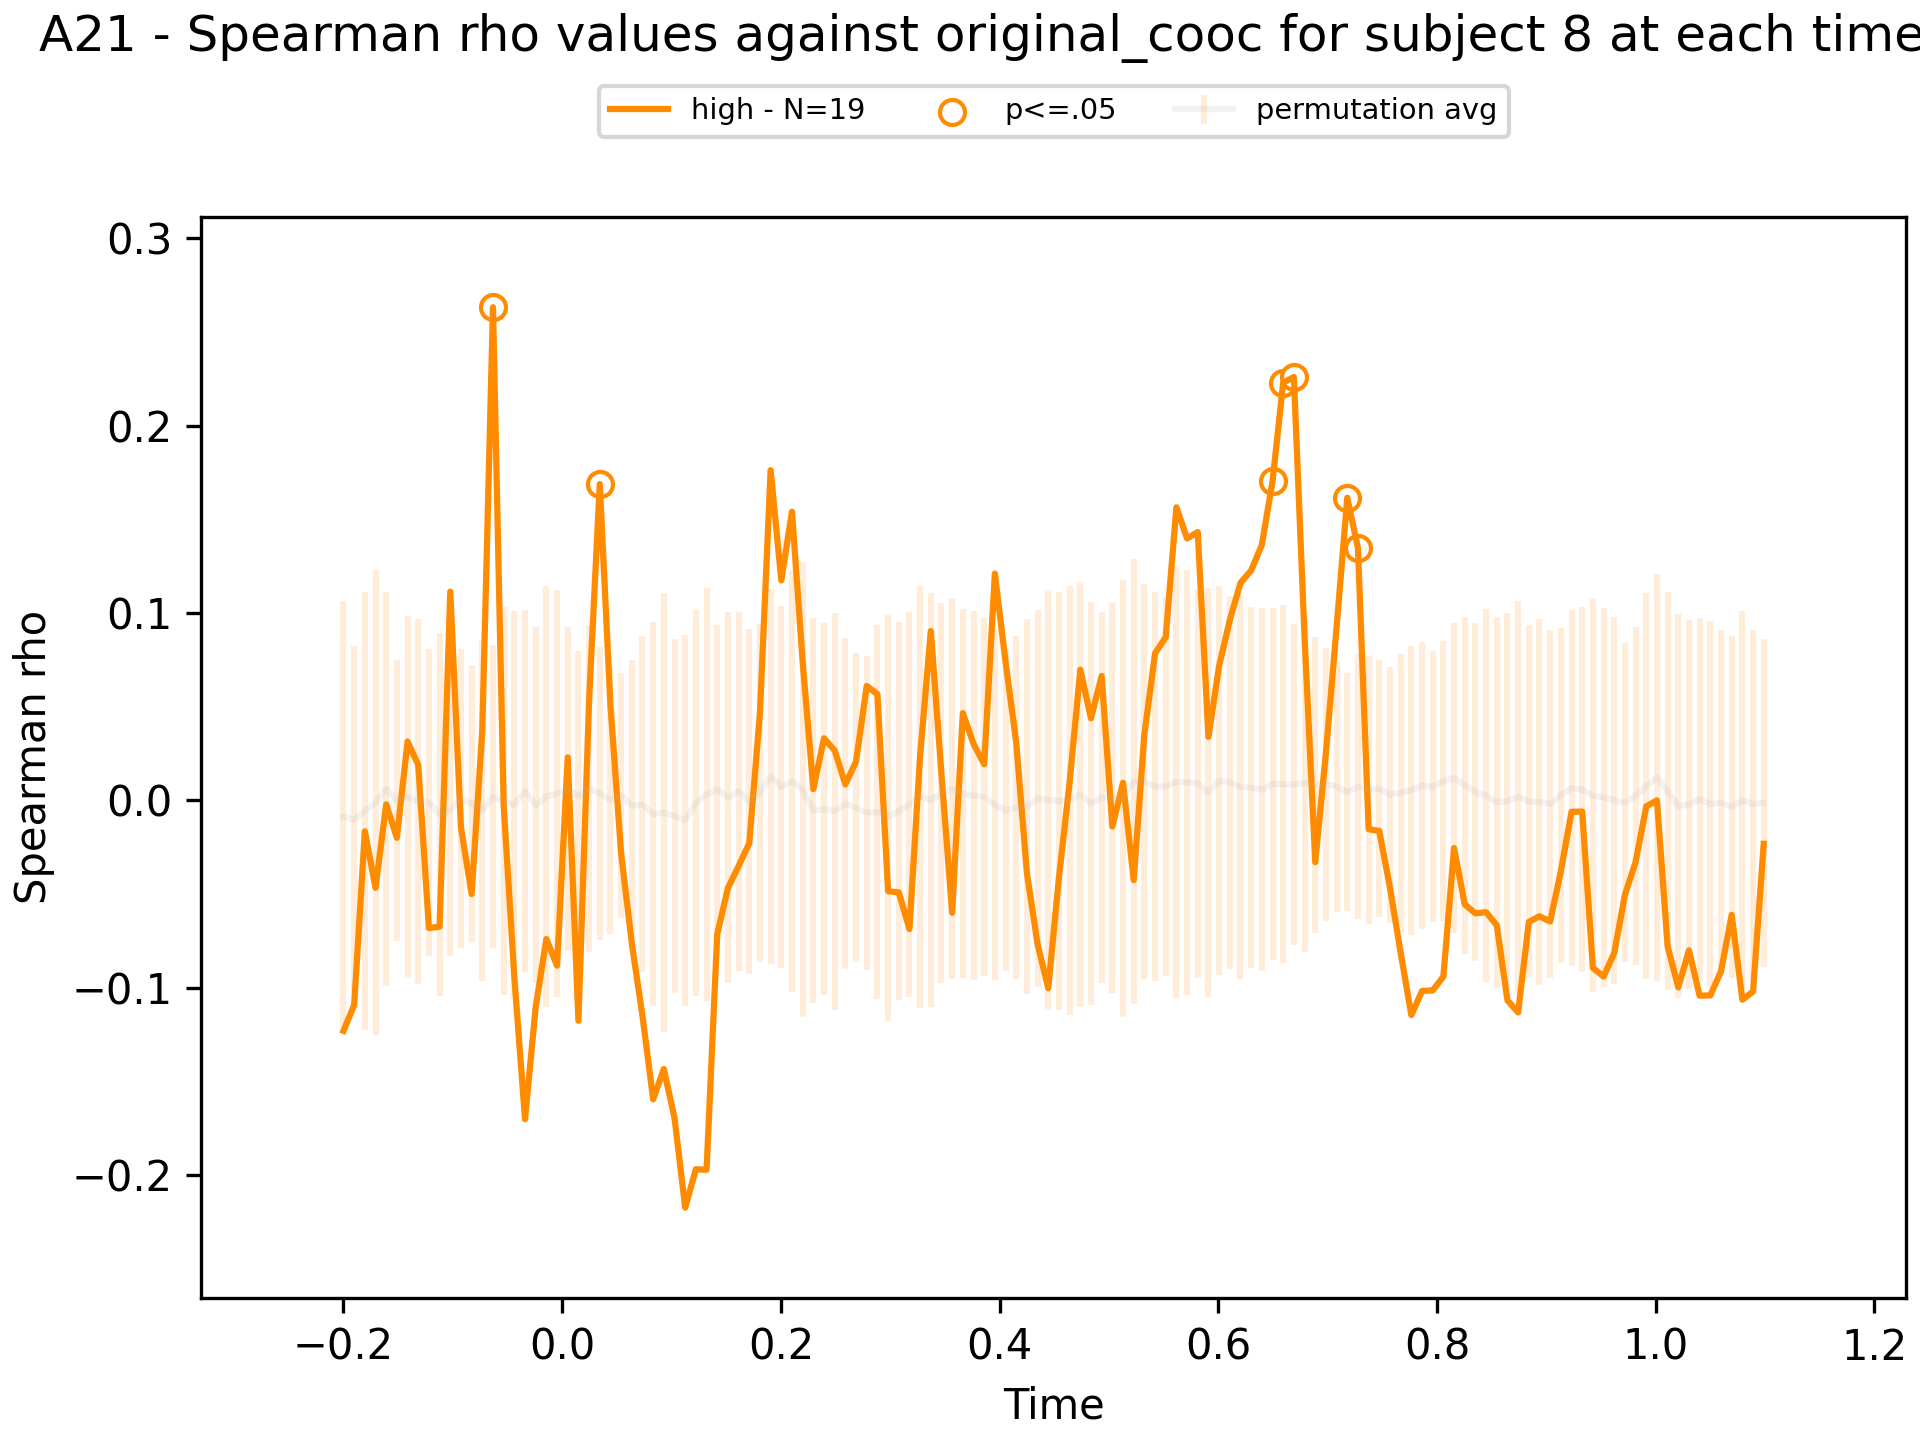 A21 - Spearman rho values against original_cooc for subject 8 at each time
high - N=19 p<=.05 permutation avg
0.3
0.2
0.1
0.0
−0.1
−0.2
Spearman rho
−0.2 0.0 0.2 0.4 0.6 0.8 1.0 1.2
Time